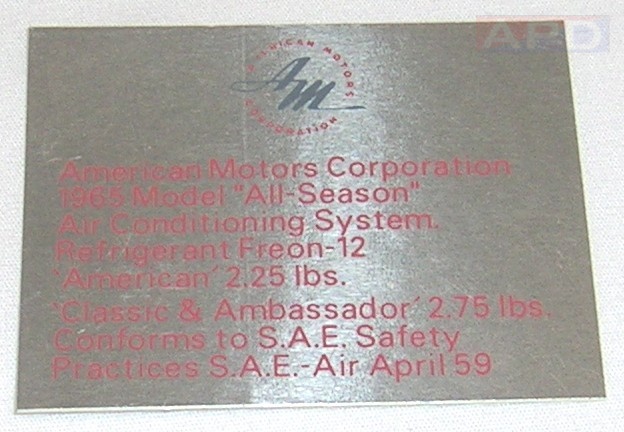 APD
AMERICAN MOTORS
AM
CORPORATION
American Motors Corporation
1965 Model "All-Season"
Air Conditioning System.
Refrigerant Freon-12
'American' 2.25 lbs.
'Classic & Ambassador' 2.75 lbs.
Conforms to S.A.E. Safety
Practices S.A.E.-Air April 59